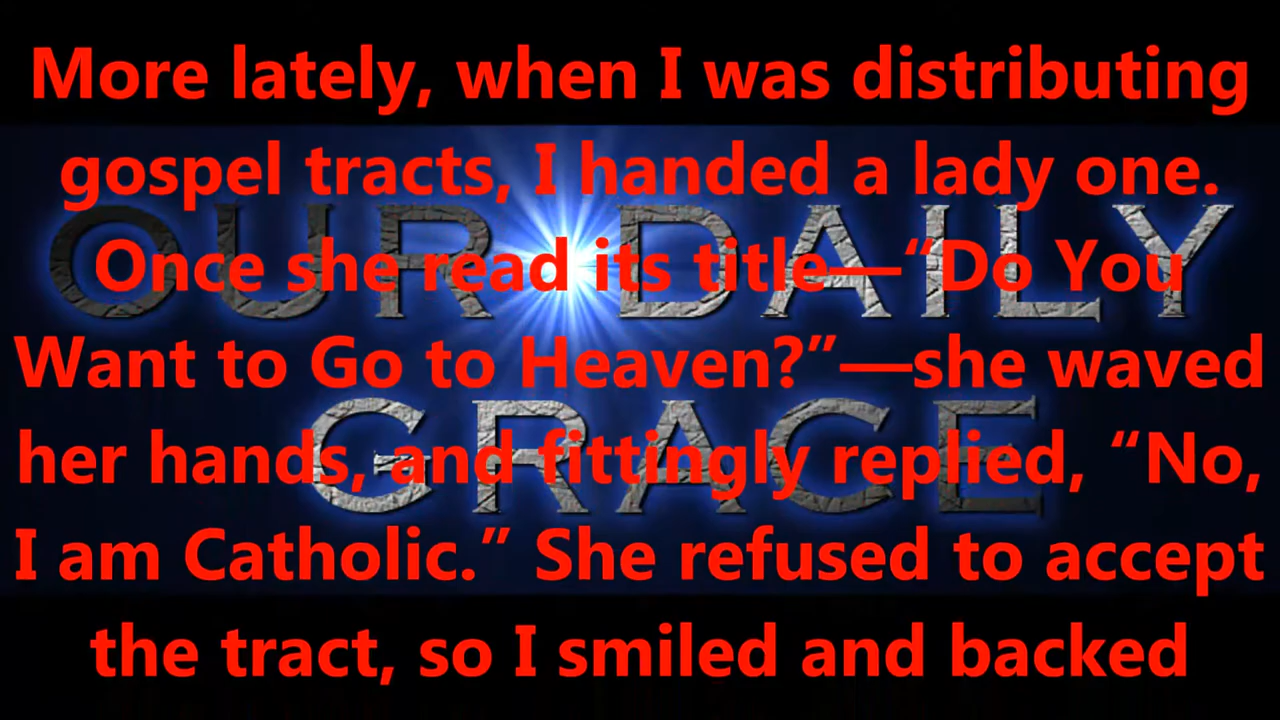 More lately, when I was distributing
gospel tracts, I handed a lady one.
OUR DAILY
Once she read its title—“Do You
Want to Go to Heaven?”—she waved
GRACE
her hands, and fittingly replied, “No,
I am Catholic.” She refused to accept
the tract, so I smiled and backed